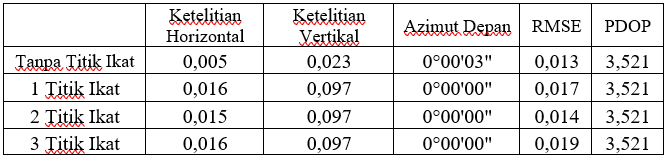 Ketelitian Horizontal Ketelitian Vertikal Azimut Depan RMSE PDOP
Tanpa Titik Ikat 0,005 0,023 0°00'03" 0,013 3,521
1 Titik Ikat 0,016 0,097 0°00'00" 0,017 3,521
2 Titik Ikat 0,015 0,097 0°00'00" 0,014 3,521
3 Titik Ikat 0,016 0,097 0°00'00" 0,019 3,521